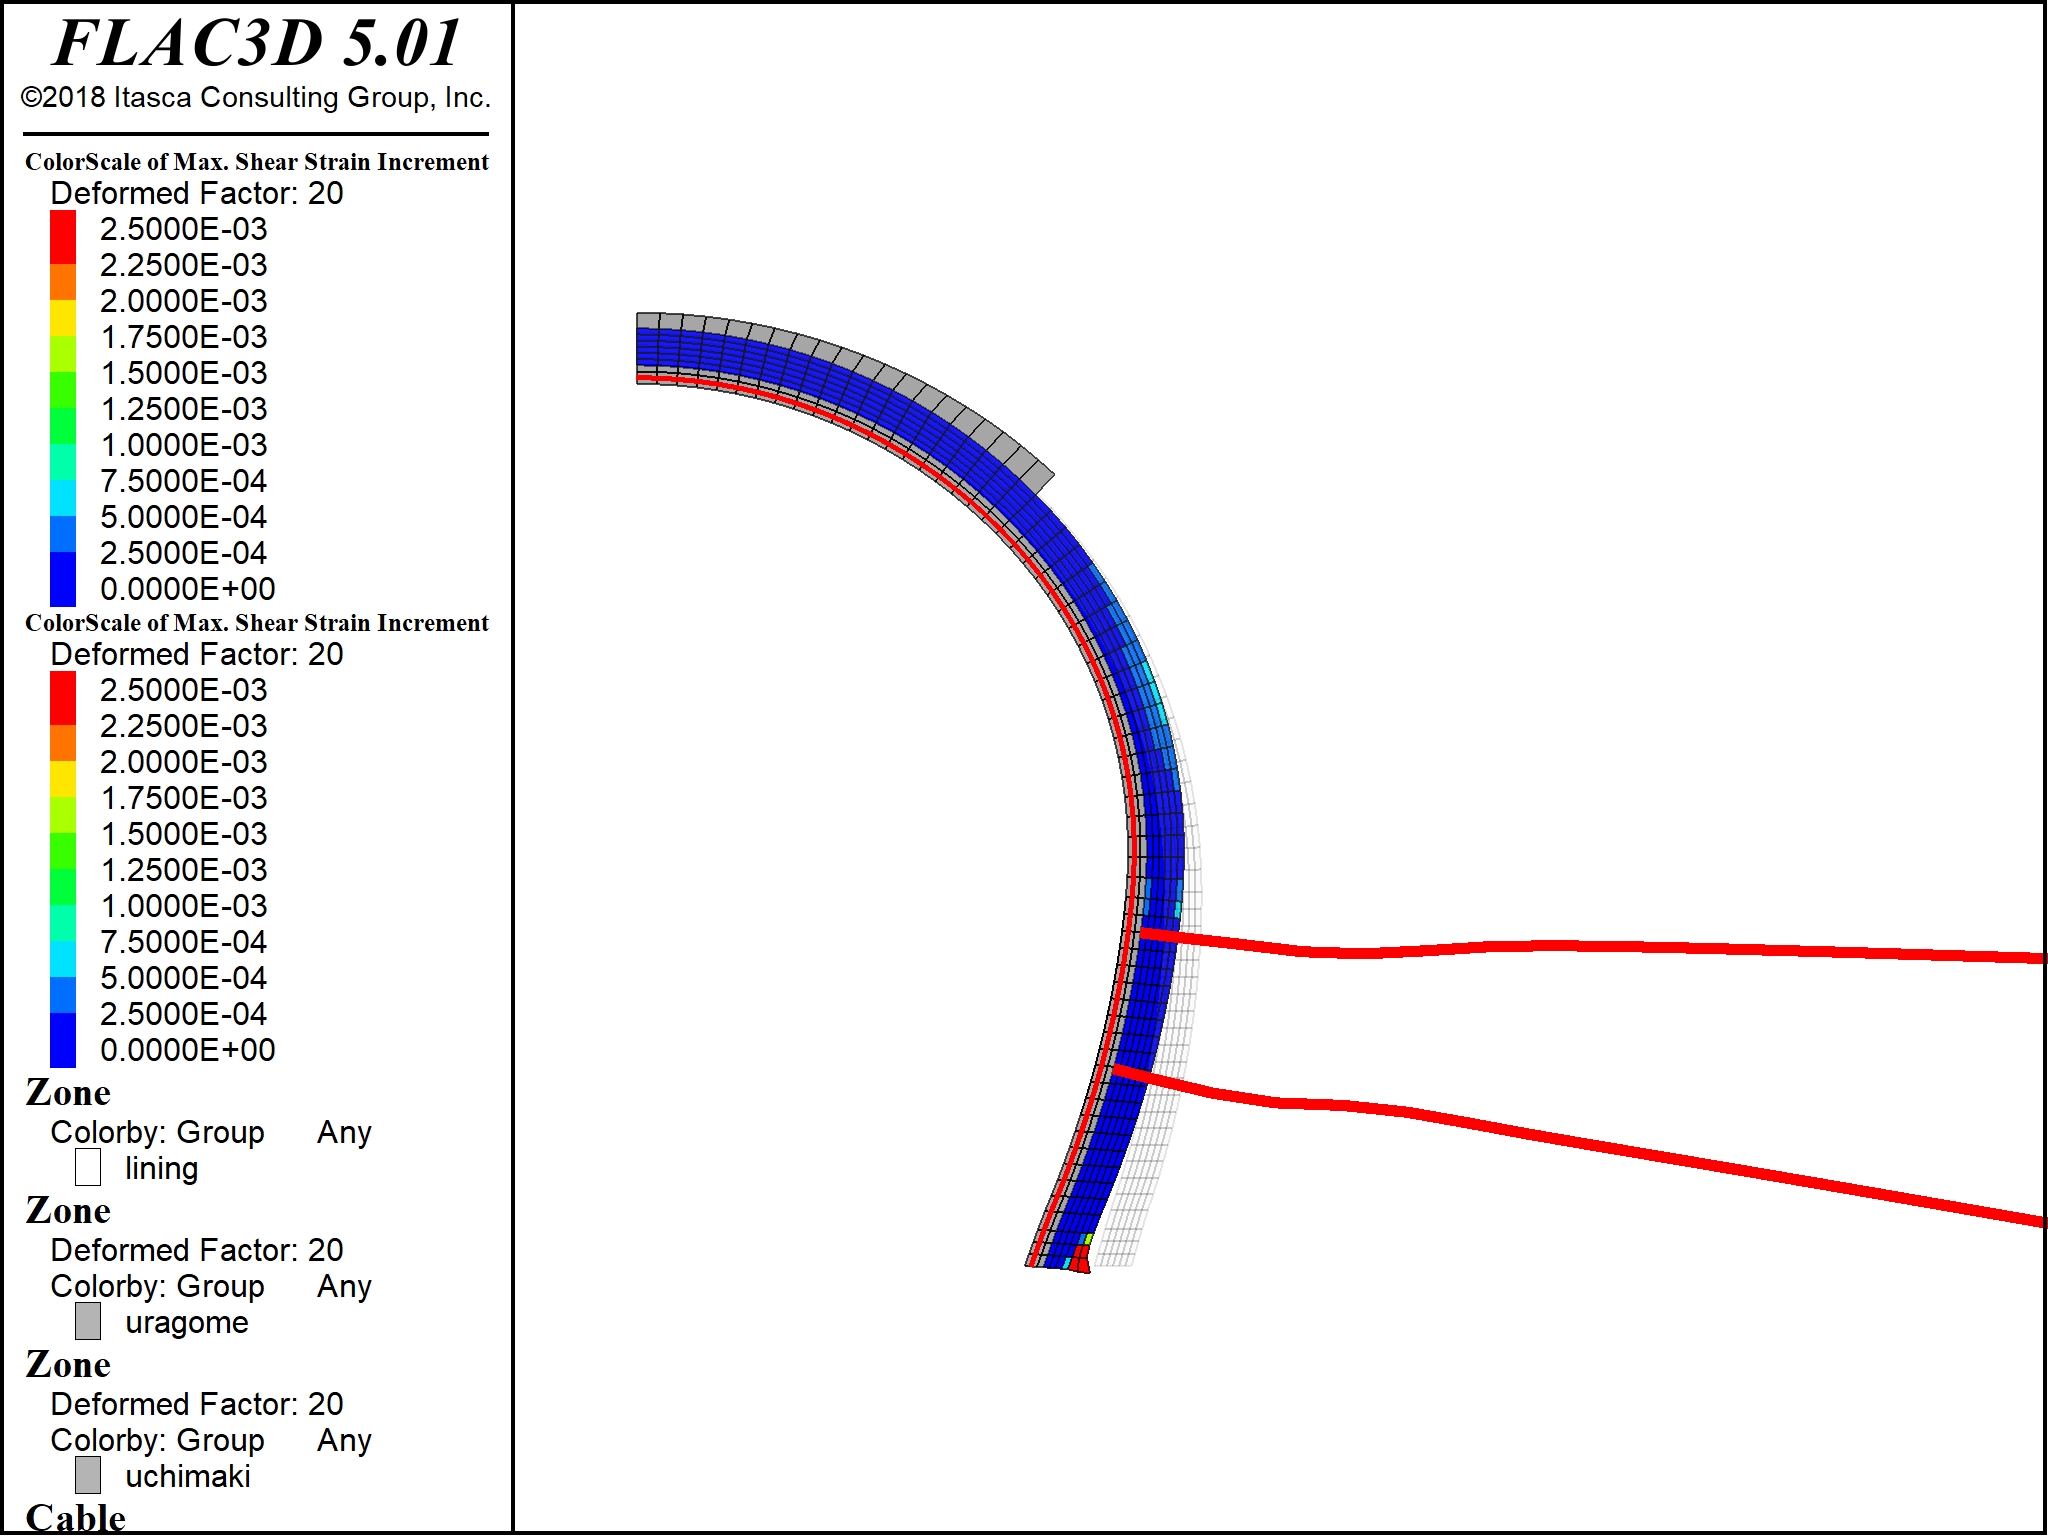 FLAC3D 5.01
©2018 Itasca Consulting Group, Inc.
ColorScale of Max. Shear Strain Increment
Deformed Factor: 20
2.5000E-03
2.2500E-03
2.0000E-03
1.7500E-03
1.5000E-03
1.2500E-03
1.0000E-03
7.5000E-04
5.0000E-04
2.5000E-04
0.0000E+00
ColorScale of Max. Shear Strain Increment
Deformed Factor: 20
2.5000E-03
2.2500E-03
2.0000E-03
1.7500E-03
1.5000E-03
1.2500E-03
1.0000E-03
7.5000E-04
5.0000E-04
2.5000E-04
0.0000E+00
Zone
Colorby: Group Any
lining
Zone
Deformed Factor: 20
Colorby: Group Any
uragome
Zone
Deformed Factor: 20
Colorby: Group Any
uchimaki
Cable